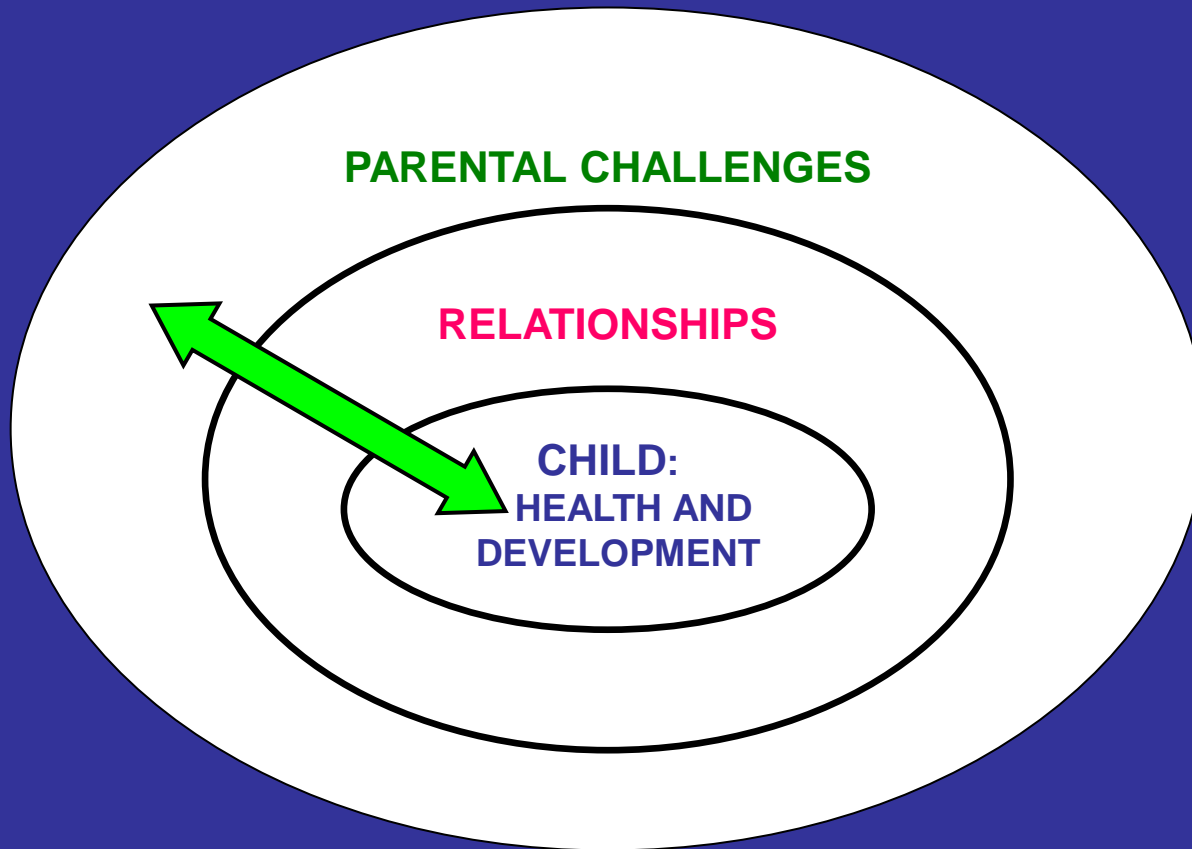 PARENTAL CHALLENGES
RELATIONSHIPS
CHILD:
HEALTH AND
DEVELOPMENT